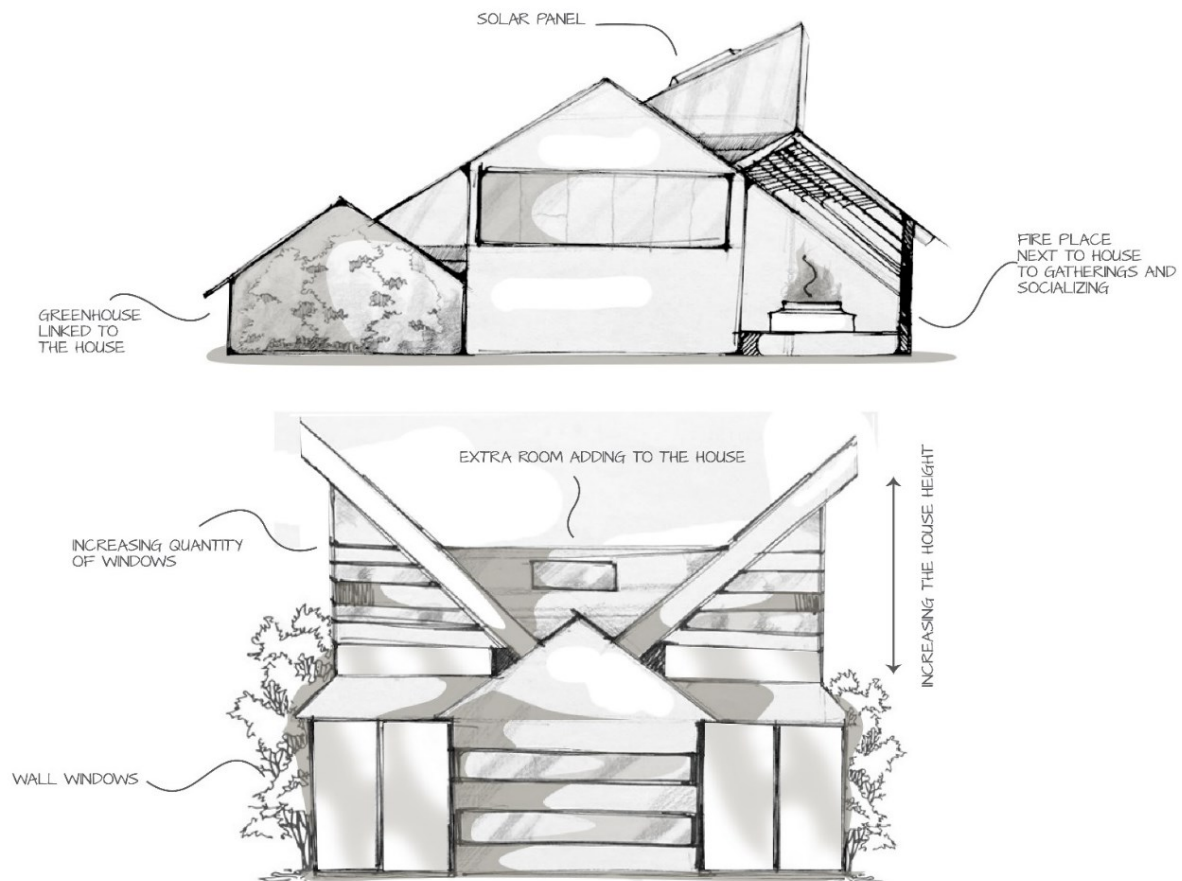 SOLAR PANEL
FIRE PLACE
NEXT TO HOUSE
TO GATHERINGS AND
SOCIALIZING
GREENHOUSE
LINKED TO
THE HOUSE
EXTRA ROOM ADDING TO THE HOUSE
INCREASING QUANTITY
OF WINDOWS
INCREASING THE HOUSE HEIGHT
WALL WINDOWS